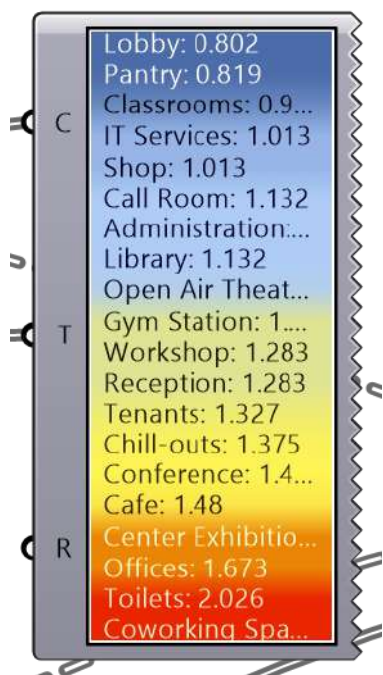 Lobby: 0.802
Pantry: 0.819
Classrooms: 0.9...
C
IT Services: 1.013
Shop: 1.013
Call Room: 1.132
Administration:...
Library: 1.132
Open Air Theat...
Gym Station: 1....
T
Workshop: 1.283
Reception: 1.283
Tenants: 1.327
Chill-outs: 1.375
Conference: 1.4...
Cafe: 1.48
Center Exhibitio...
R
Offices: 1.673
Toilets: 2.026
Coworking Spa...